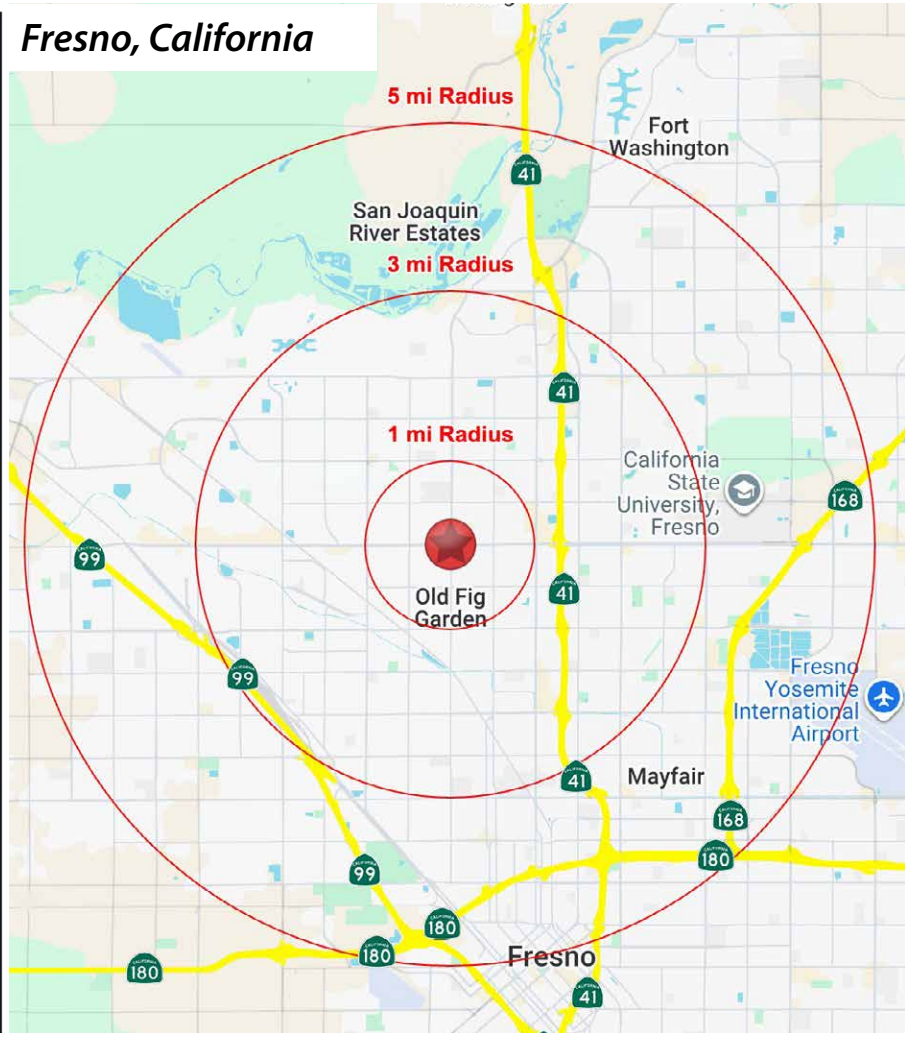 Fresno, California
5 mi Radius
Fort
Washington
41
San Joaquin
River Estates
3 mi Radius
41
1 mi Radius
California
State
University,
Fresno
168
99
Old Fig
Garden
41
99
Fresno
Yosemite
International
Airport
41
Mayfair
168
180
99
180
180
Fresno
180
41